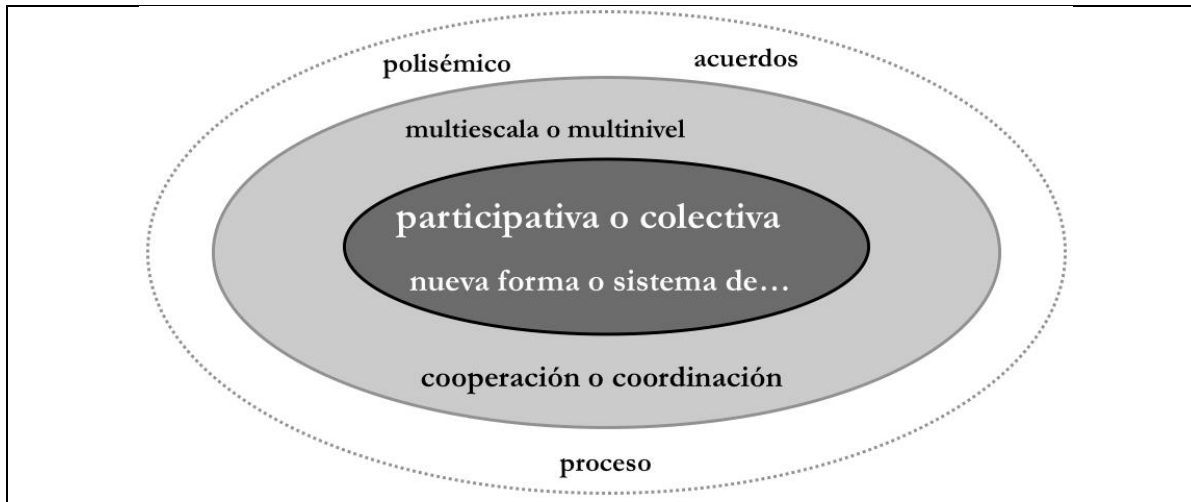 polisémico
acuerdos
multiescala o multinivel
participativa o colectiva
nueva forma o sistema de…
cooperación o coordinación
proceso